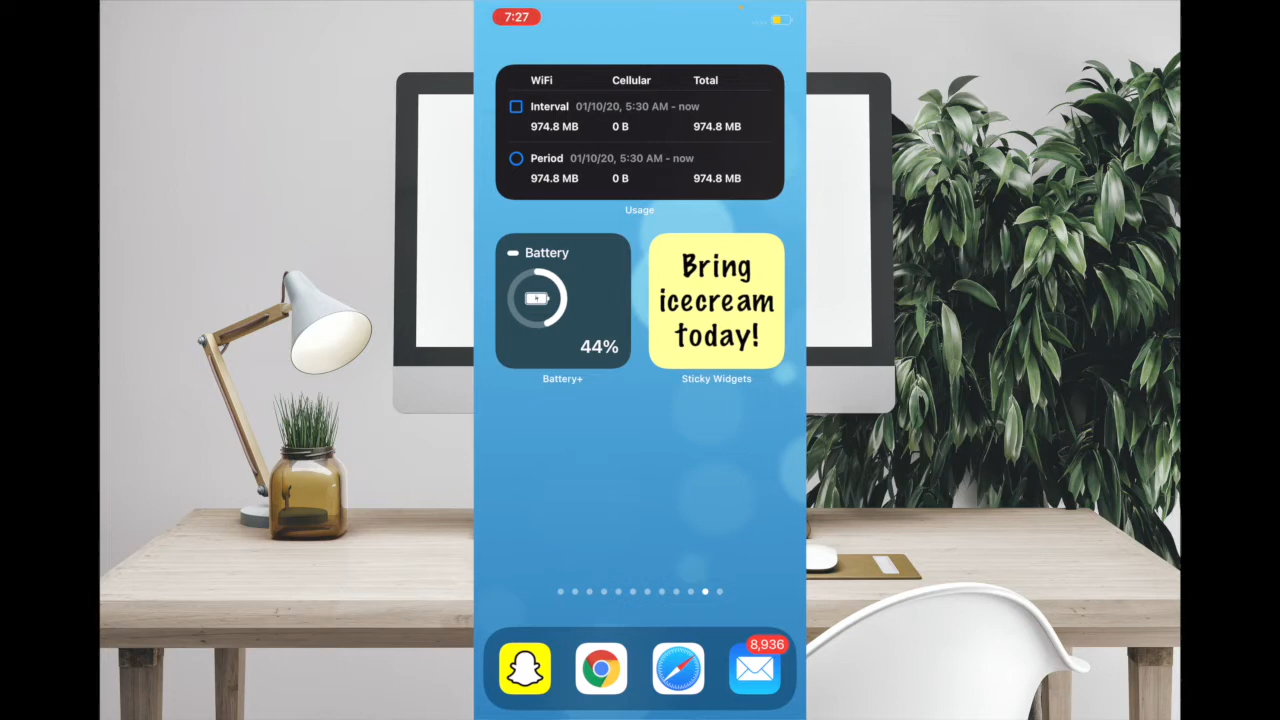 7:27
WiFi Cellular Total
Interval 01/10/20, 5:30 AM - now
974.8 MB 0 B 974.8 MB
Period 01/10/20, 5:30 AM - now
974.8 MB 0 B 974.8 MB
Usage
Battery
44%
Battery+
Bring
icecream
today!
Sticky Widgets
8,936